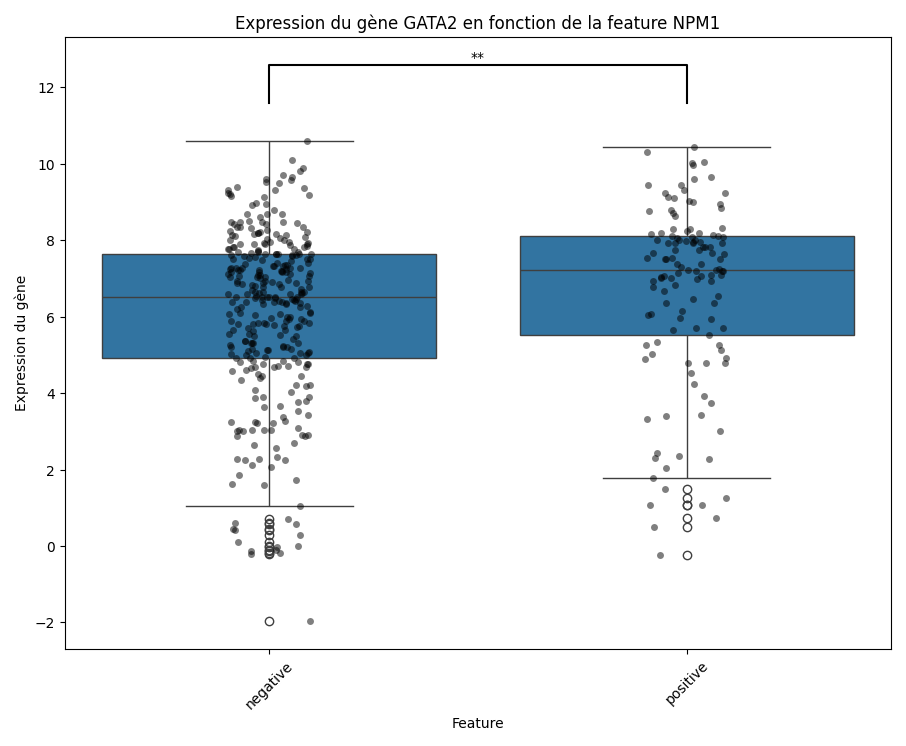 Expression du gène GATA2 en fonction de la feature NPM1
**
12
10
8
6
4
2
0
−2
Expression du gène
negative
positive
Feature